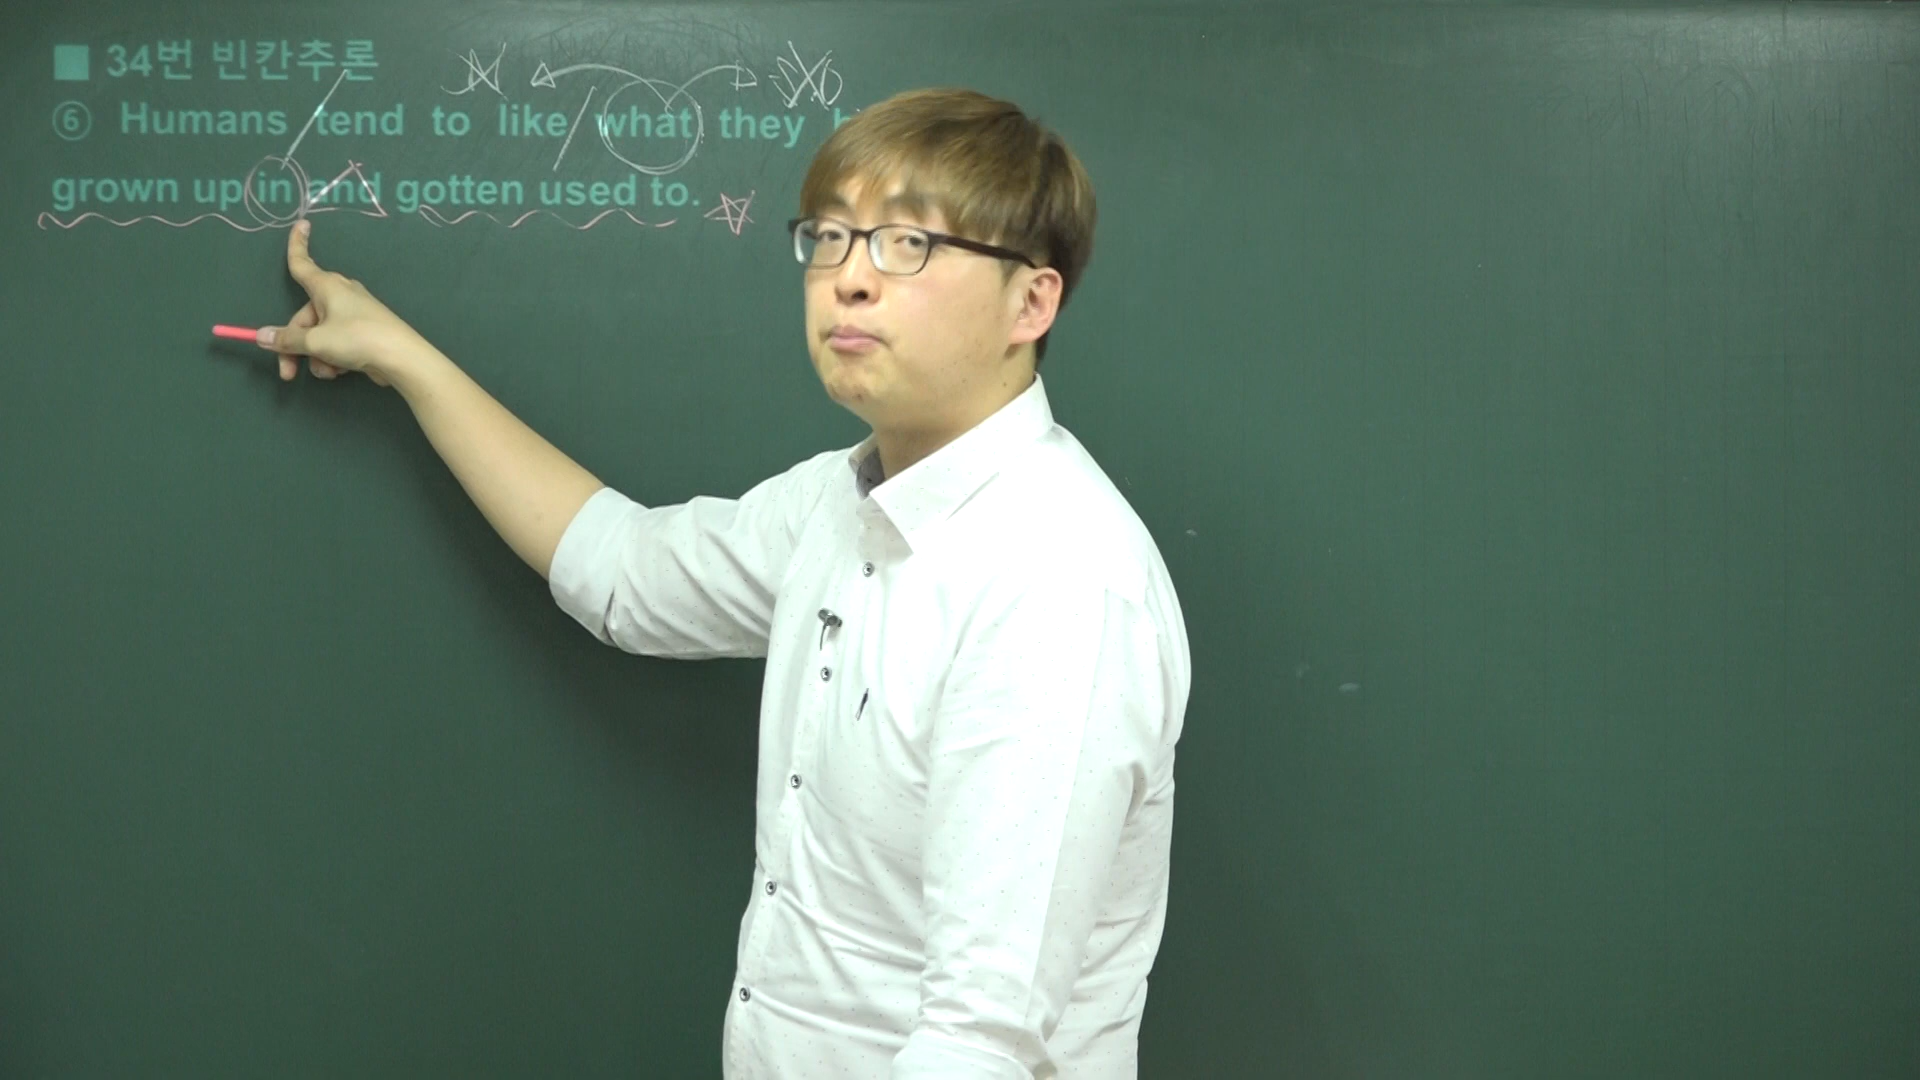 ■ 34번 빈칸추론
⑥ Humans tend to like what they
grown up in and gotten used to.